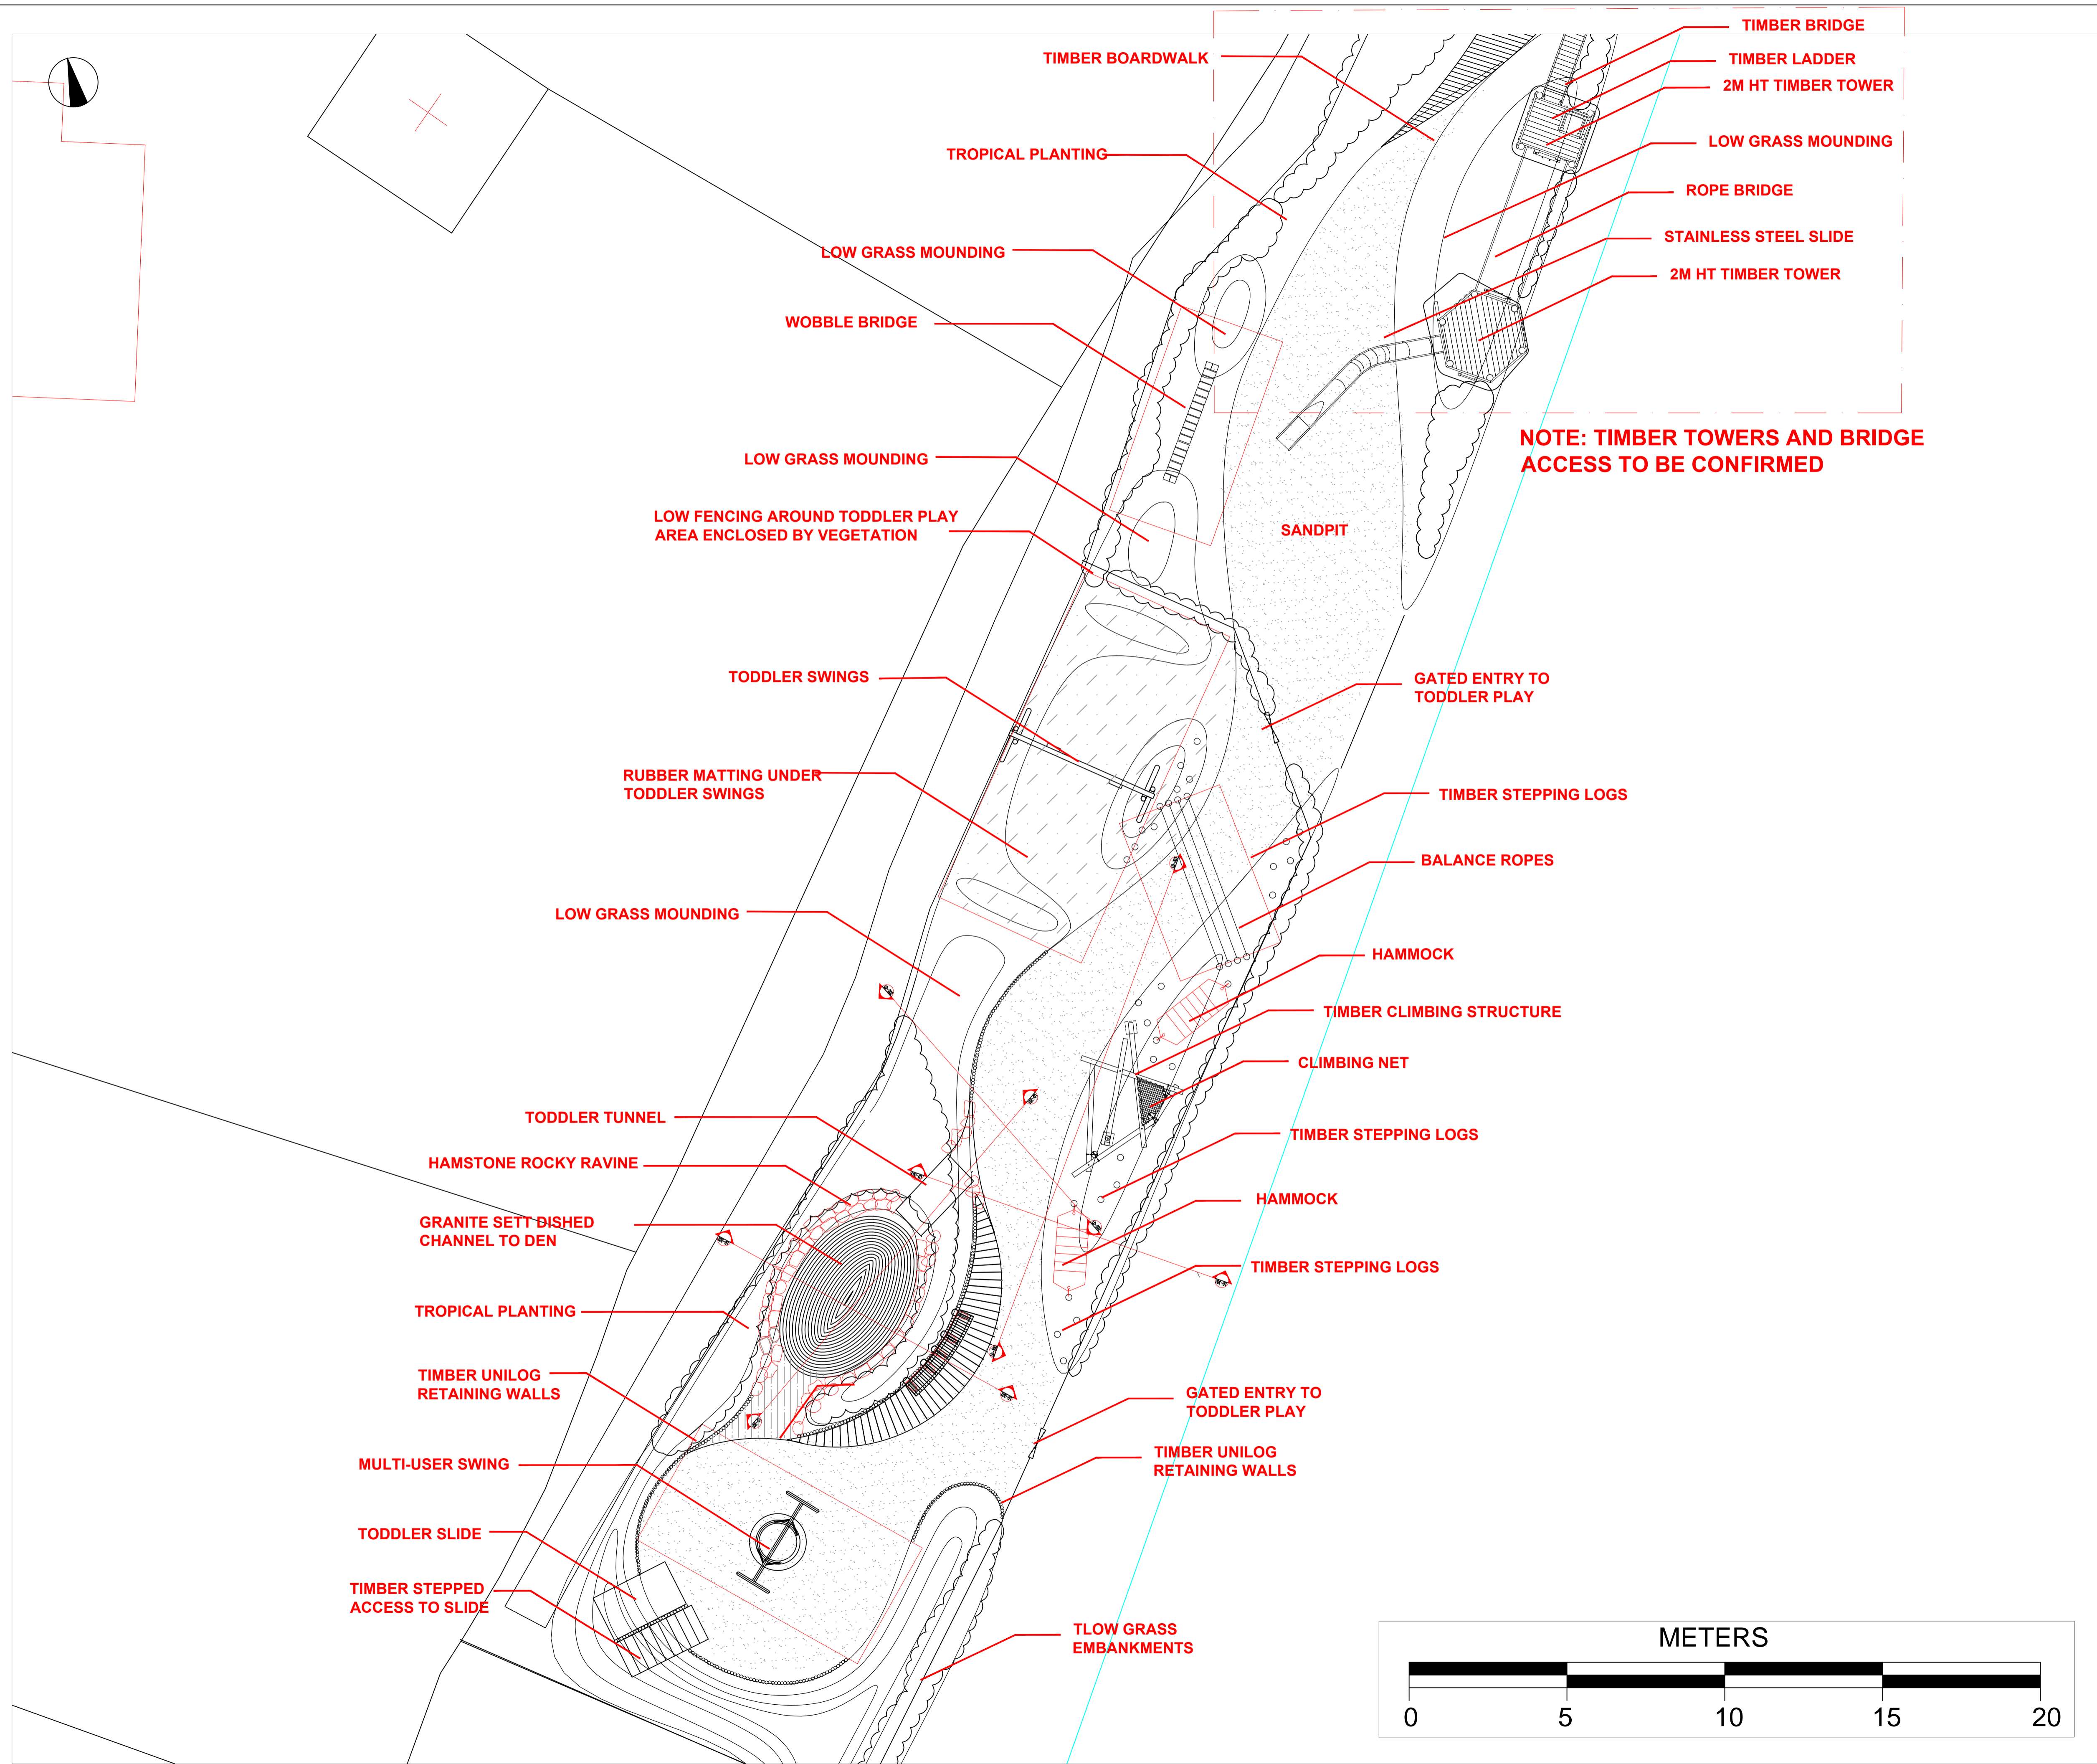 TIMBER BRIDGE
TIMBER BOARDWALK
TIMBER LADDER
2M HT TIMBER TOWER
LOW GRASS MOUNDING
TROPICAL PLANTING
ROPE BRIDGE
STAINLESS STEEL SLIDE
LOW GRASS MOUNDING
2M HT TIMBER TOWER
WOBBLE BRIDGE
NOTE: TIMBER TOWERS AND BRIDGE
ACCESS TO BE CONFIRMED
LOW GRASS MOUNDING
LOW FENCING AROUND TODDLER PLAY
AREA ENCLOSED BY VEGETATION
SANDPIT
TODDLER SWINGS
GATED ENTRY TO
TODDLER PLAY
RUBBER MATTING UNDER
TODDLER SWINGS
TIMBER STEPPING LOGS
BALANCE ROPES
LOW GRASS MOUNDING
HAMMOCK
TIMBER CLIMBING STRUCTURE
CLIMBING NET
TODDLER TUNNEL
TIMBER STEPPING LOGS
HAMSTONE ROCKY RAVINE
HAMMOCK
GRANITE SETT DISHED
CHANNEL TO DEN
TIMBER STEPPING LOGS
TROPICAL PLANTING
TIMBER UNILOG
RETAINING WALLS
GATED ENTRY TO
TODDLER PLAY
MULTI-USER SWING
TIMBER UNILOG
RETAINING WALLS
TODDLER SLIDE
TIMBER STEPPED
ACCESS TO SLIDE
TLOW GRASS
EMBANKMENTS
METERS
0 5 10 15 20